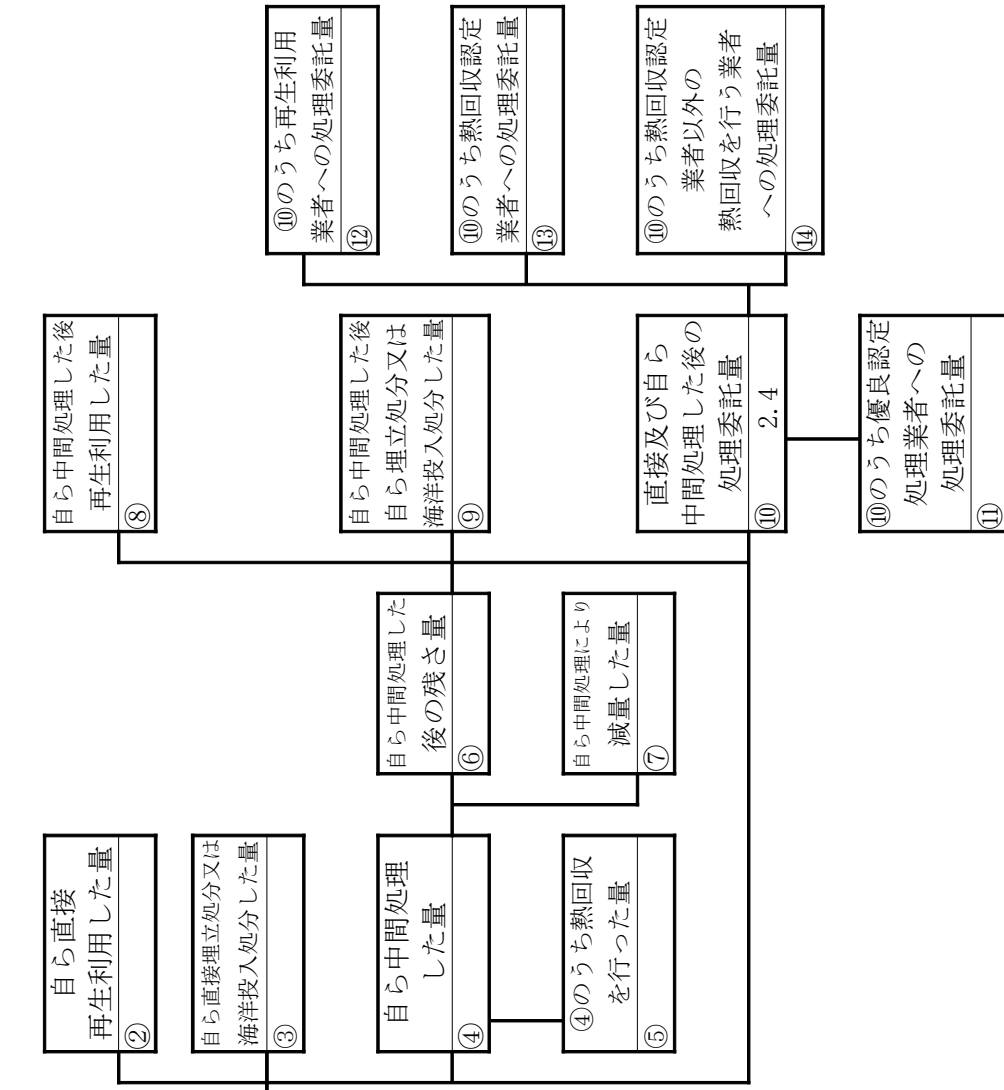 自ら直接
再生利用した量
②
自ら直接埋立処分又は
海洋投入処分した量
③
自ら中間処理
した量
④
④のうち熱回収
を行った量
⑤
自ら中間処理した
後の残さ量
⑥
自ら中間処理により
減量した量
⑦
自ら中間処理した後
再生利用した量
⑧
自ら中間処理した後
自ら埋立処分又は
海洋投入処分した量
⑨
直接及び自ら
中間処理した後の
処理委託量
⑩ 2.4
⑩のうち優良認定
処理業者への
処理委託量
⑪
⑩のうち再生利用
業者への処理委託量
⑫
⑩のうち熱回収認定
業者への処理委託量
⑬
⑩のうち熱回収認定
業者以外の
熱回収を行う業者
への処理委託量
⑭